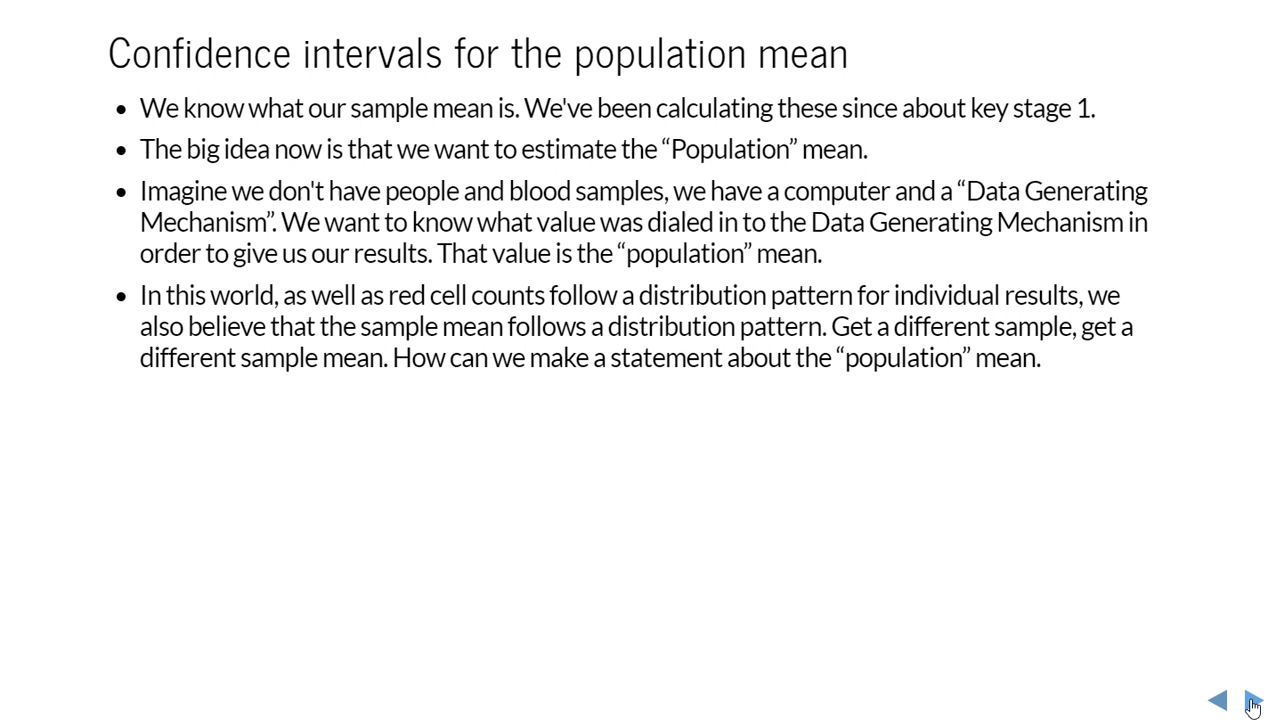 Confidence intervals for the population mean
• We know what our sample mean is. We've been calculating these since about key stage 1.
• The big idea now is that we want to estimate the “Population” mean.
• Imagine we don't have people and blood samples, we have a computer and a “Data Generating
Mechanism”. We want to know what value was dialed in to the Data Generating Mechanism in
order to give us our results. That value is the “population” mean.
• In this world, as well as red cell counts follow a distribution pattern for individual results, we
also believe that the sample mean follows a distribution pattern. Get a different sample, get a
different sample mean. How can we make a statement about the “population” mean.